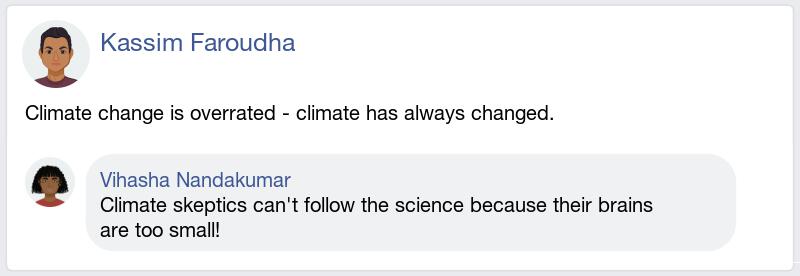 Kassim Faroudha
Climate change is overrated - climate has always changed.
Vihasha Nandakumar
Climate skeptics can't follow the science because their brains
are too small!